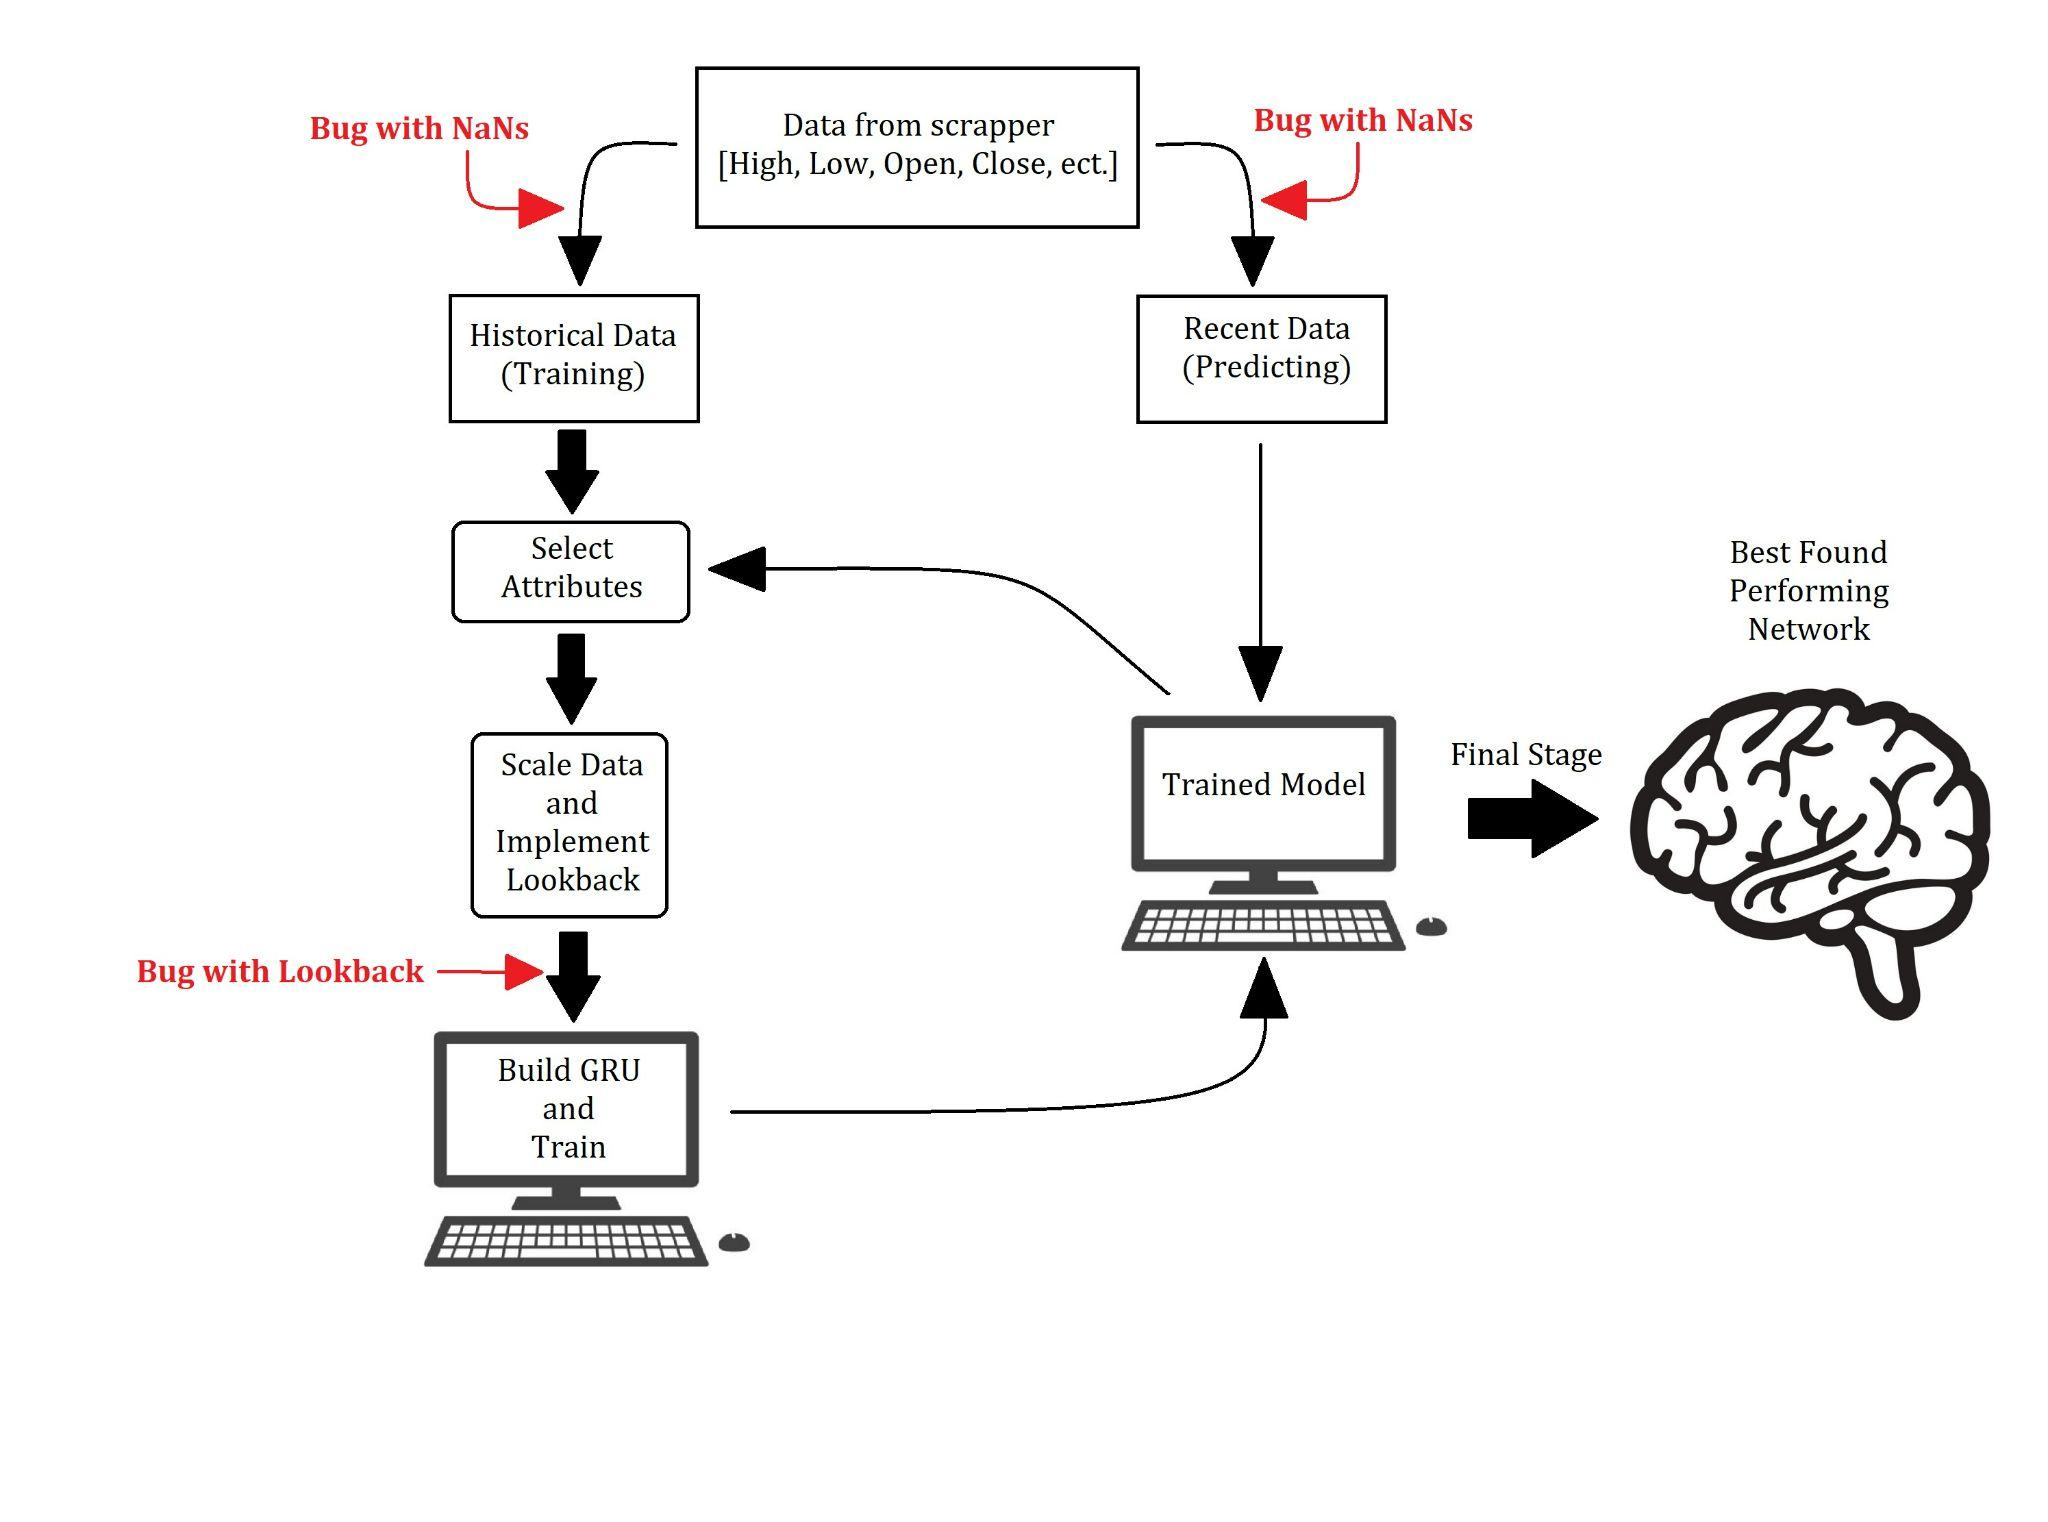 Bug with NaNs
Data from scrapper
[High, Low, Open, Close, ect.]
Bug with NaNs
Historical Data
(Training)
Recent Data
(Predicting)
Select
Attributes
Best Found
Performing
Network
Scale Data
and
Implement
Lookback
Trained Model
Final Stage
Bug with Lookback
Build GRU
and
Train